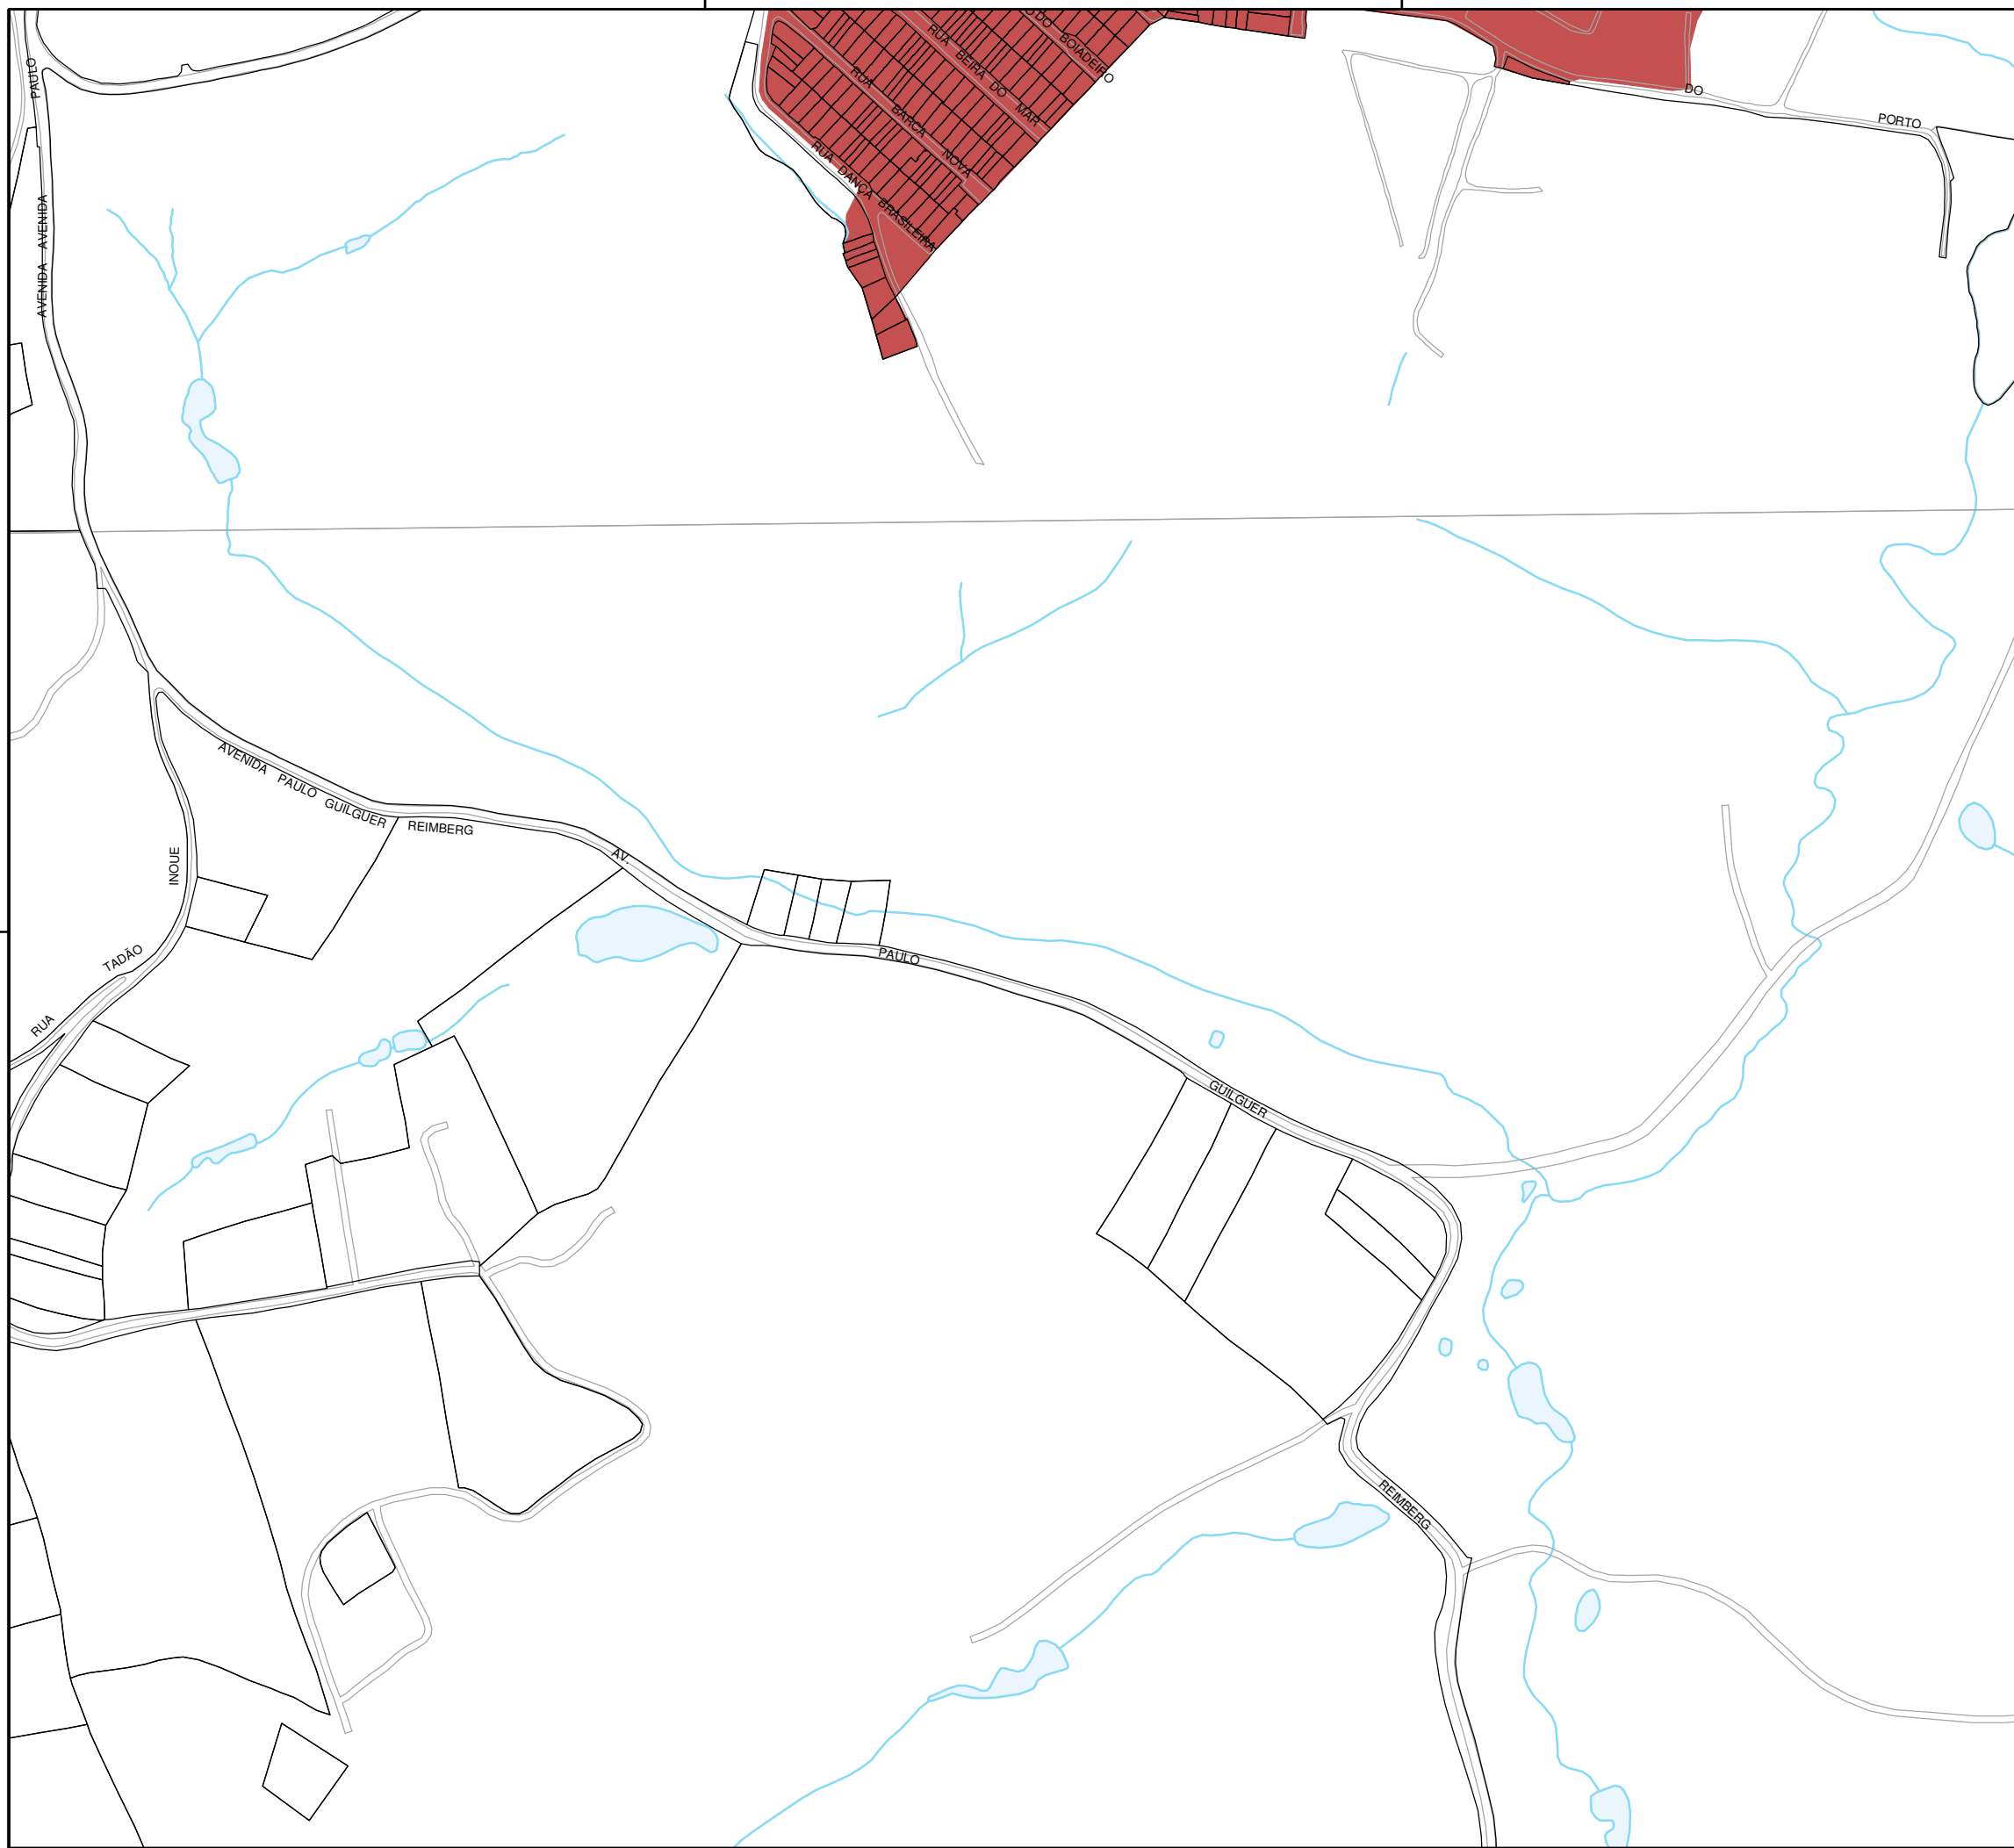 DO BOIADEIRO
RUA BEIRA DO MAR
RUA BARCA NOVA
RUA DANÇA BRASILEIRA
DO PORTO
PAULO
AVENIDA AVENIDA
AVENIDA PAULO GUILGUER REIMBERG
INOUE
TADÃO
RUA
AV.
PAULO
GUILGUER
REIMBERG